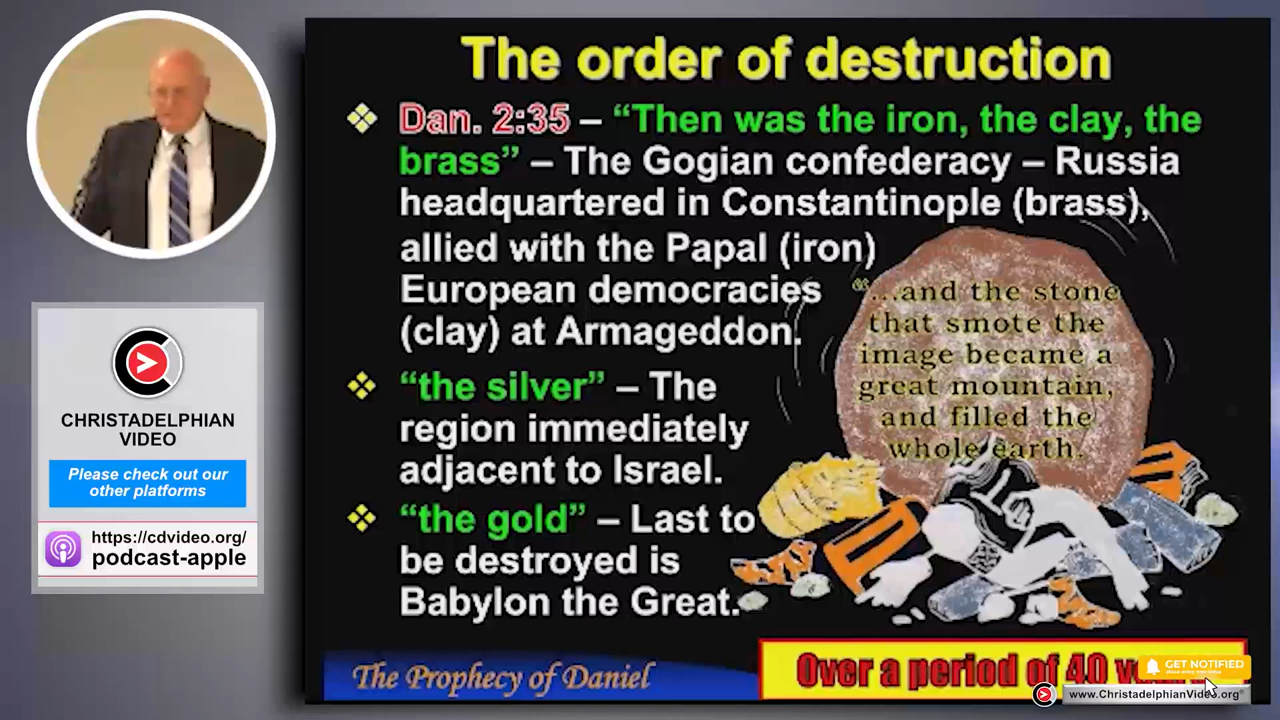 The order of destruction
❖ Dan. 2:35 – “Then was the iron, the clay, the
brass” – The Gogian confederacy – Russia
headquartered in Constantinople (brass),
allied with the Papal (iron)
European democracies
(clay) at Armageddon.
❖ “the silver” – The
region immediately
adjacent to Israel.
❖ “the gold” – Last to
be destroyed is
Babylon the Great.
“...and the stone
that smote the
image became a
great mountain,
and filled the
whole earth.
The Prophecy of Daniel
Over a period of 40
GET NOTIFIED
www.ChristadelphianVideo.org
CHRISTADELPHIAN
VIDEO
Please check out our
other platforms
https://cdvideo.org/
podcast-apple